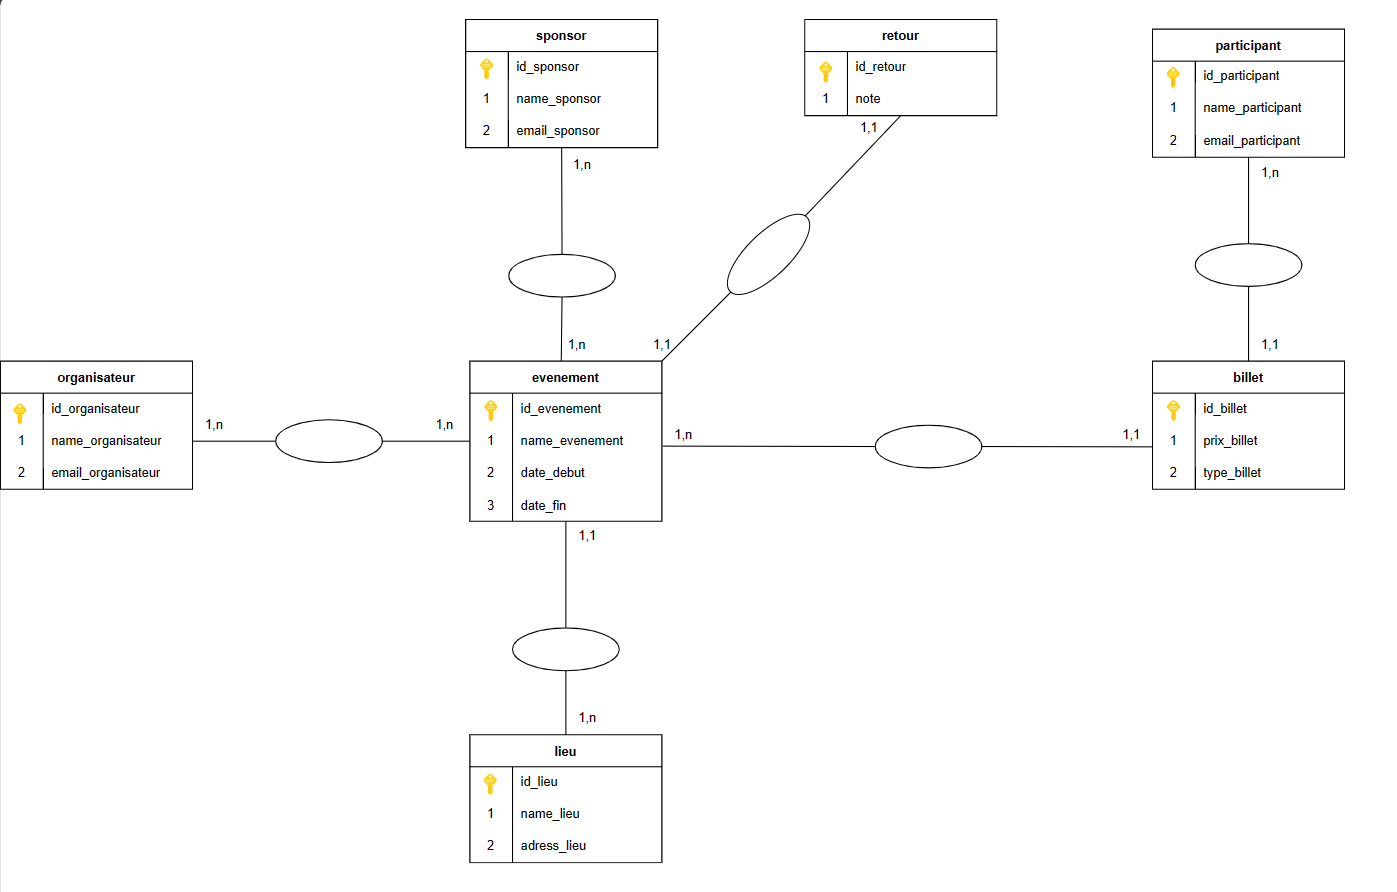 sponsor
id_sponsor
1 name_sponsor
2 email_sponsor
1,n
1,n
retour
id_retour
1 note
1,1
1,1
participant
id_participant
1 name_participant
2 email_participant
1,n
1,1
organisateur
id_organisateur
1 name_organisateur
2 email_organisateur
1,n
1,n
evenement
id_evenement
1 name_evenement
2 date_debut
3 date_fin
1,n
1,1
billet
id_billet
1 prix_billet
2 type_billet
1,1
1,n
lieu
id_lieu
1 name_lieu
2 adress_lieu